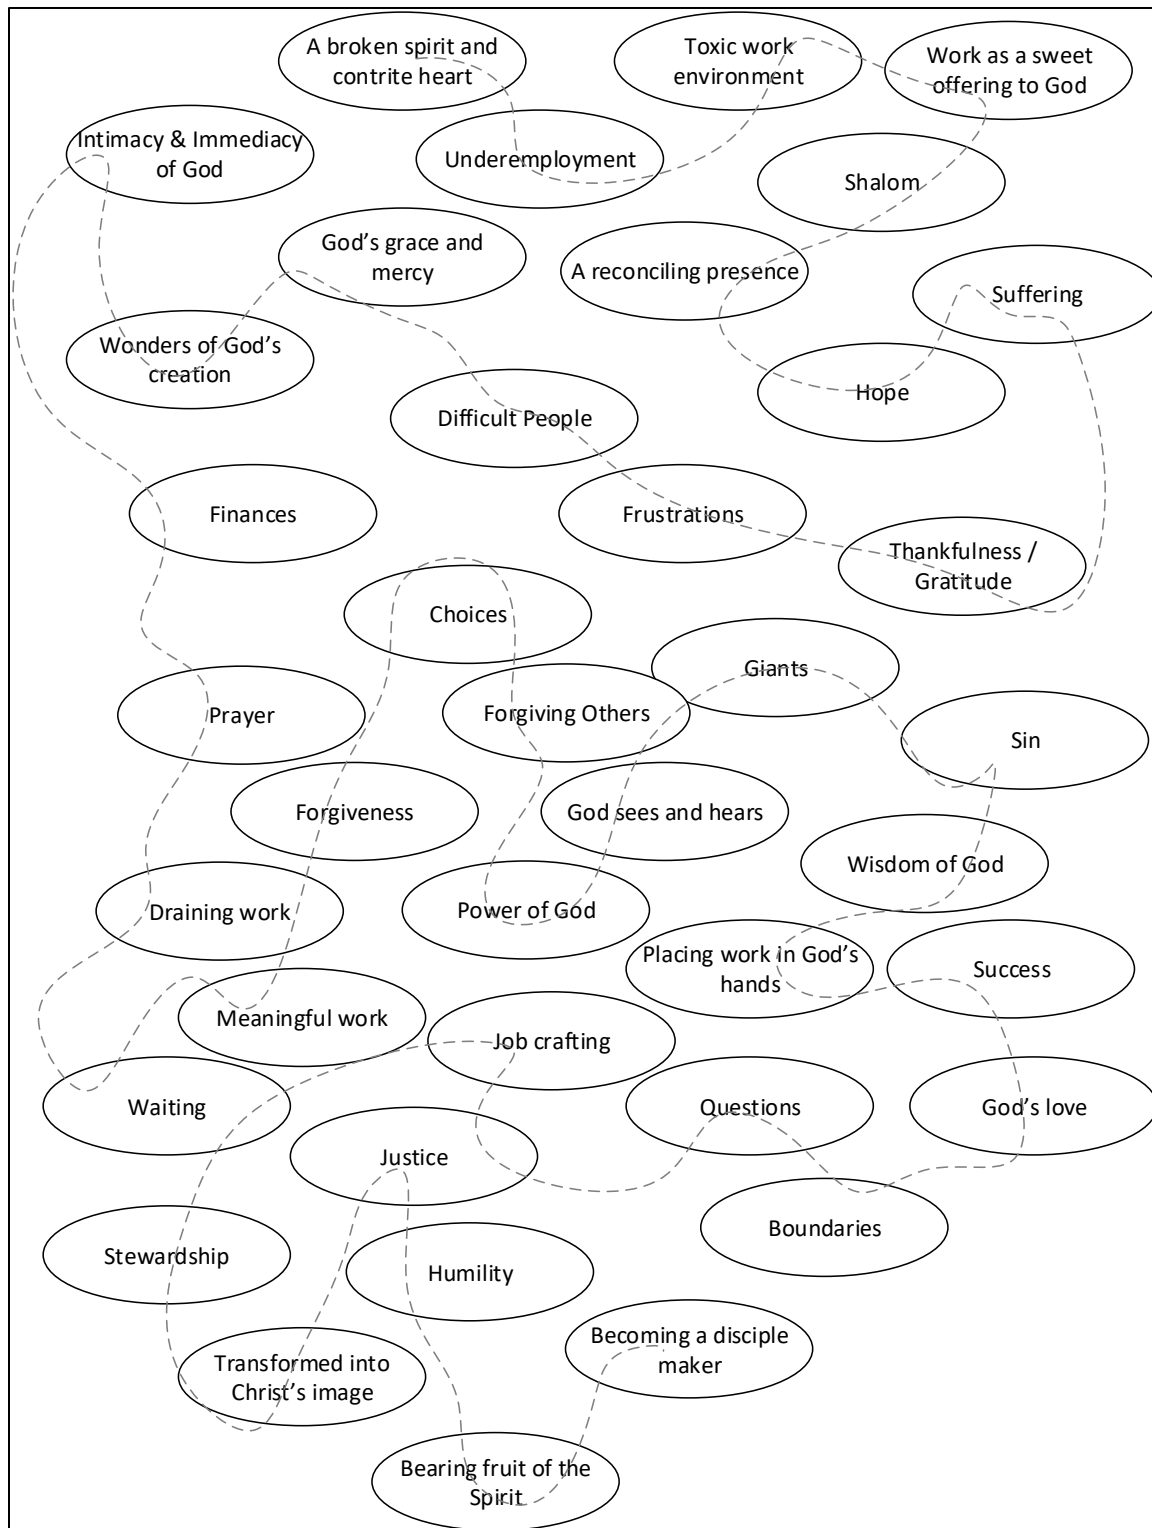 A broken spirit and
contrite heart
Toxic work
environment
Work as a sweet
offering to God
Intimacy & Immediacy
of God
Underemployment
Shalom
God's grace and
mercy
A reconciling presence
Suffering
Wonders of God's
creation
Difficult People
Hope
Finances
Frustrations
Thankfulness /
Gratitude
Choices
Giants
Prayer
Forgiving Others
Sin
Forgiveness
God sees and hears
Wisdom of God
Draining work
Power of God
Placing work in God's
hands
Success
Meaningful work
Job crafting
Waiting
Questions
God's love
Justice
Boundaries
Stewardship
Humility
Becoming a disciple
maker
Transformed into
Christ's image
Bearing fruit of the
Spirit